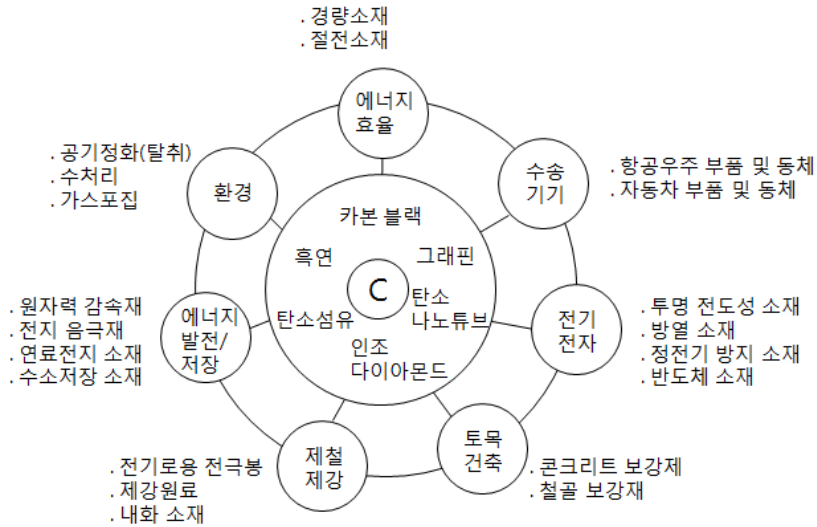 . 경량소재
. 절전소재
에너지
효율
. 공기정화(탈취)
. 수처리
. 가스포집
환경
수송
기기
. 항공우주 부품 및 동체
. 자동차 부품 및 동체
카본 블랙
흑연
그래핀
C
탄소
나노튜브
탄소섬유
인조
다이아몬드
. 원자력 감속재
. 전지 음극재
. 연료전지 소재
. 수소저장 소재
에너지
발전/
저장
전기
전자
. 투명 전도성 소재
. 방열 소재
. 정전기 방지 소재
. 반도체 소재
. 전기로용 전극봉
. 제강원료
. 내화 소재
제철
제강
토목
건축
. 콘크리트 보강제
. 철골 보강재